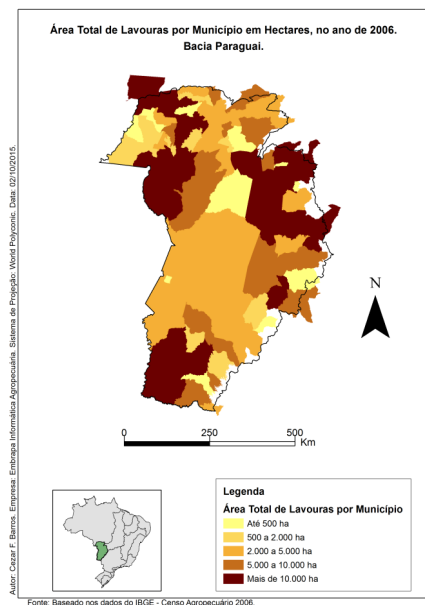 Área Total de Lavouras por Município em Hectares, no ano de 2006.
Bacia Paraguai.
Autor: Cezar F. Barros. Empresa: Embrapa Informática Agropecuária. Sistema de Projeção: World Polyconic. Data: 02/10/2015.
N
0 250 500
Km
Legenda
Área Total de Lavouras por Município
Até 500 ha
500 a 2.000 ha
2.000 a 5.000 ha
5.000 a 10.000 ha
Mais de 10.000 ha
Fonte: Baseado nos dados do IBGE - Censo Agropecuário 2006.